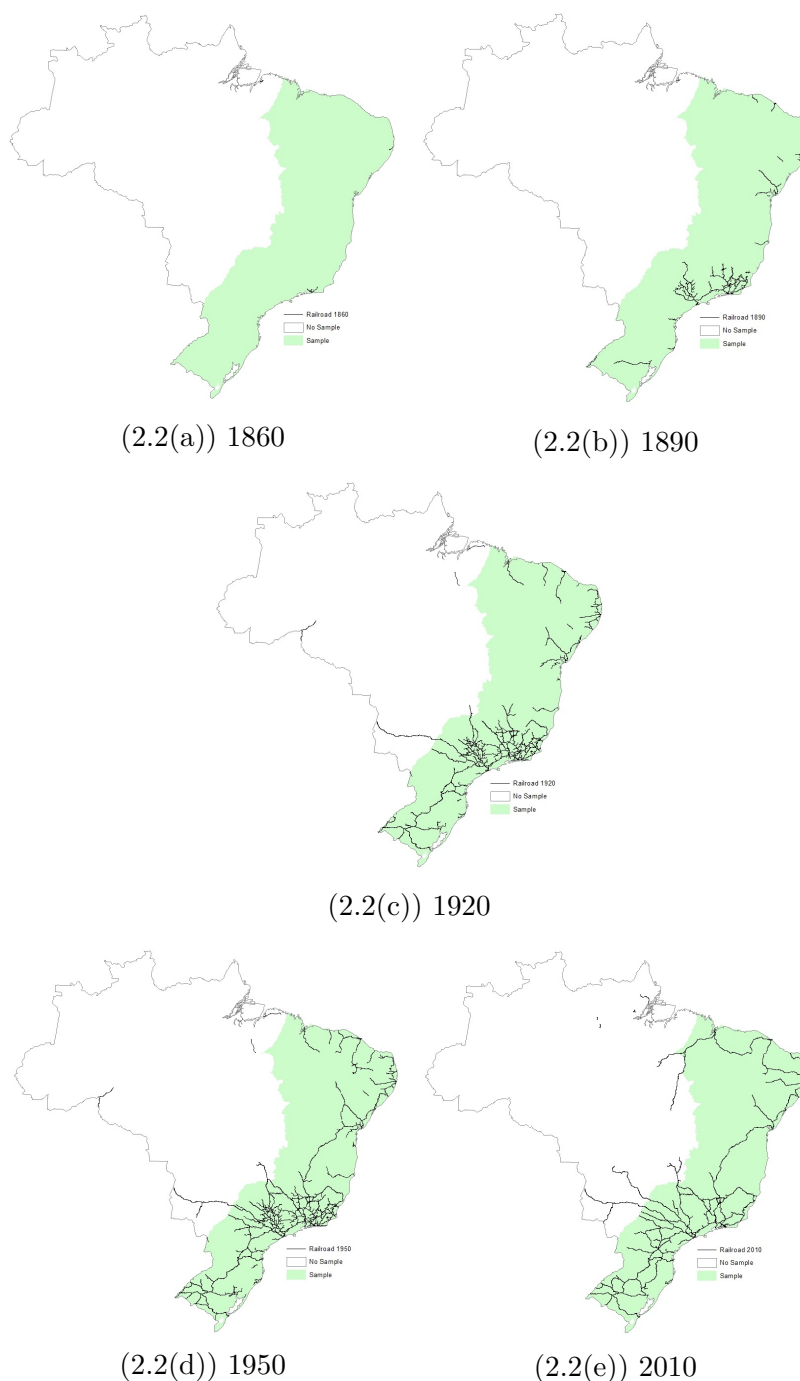 Railroad 1860
No Sample
Sample
(2.2(a)) 1860
Railroad 1890
No Sample
Sample
(2.2(b)) 1890
Railroad 1920
No Sample
Sample
(2.2(c)) 1920
Railroad 1950
No Sample
Sample
(2.2(d)) 1950
Railroad 2010
No Sample
Sample
(2.2(e)) 2010